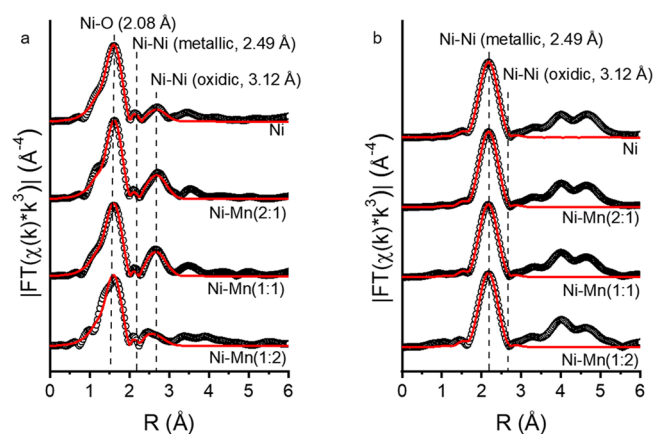 a
Ni-O (2.08 Å)
Ni-Ni (metallic, 2.49 Å)
Ni-Ni (oxidic, 3.12 Å)
Ni
Ni-Mn(2:1)
Ni-Mn(1:1)
Ni-Mn(1:2)
|FT(χ(k)*k³)| (Å⁻⁴)
0 1 2 3 4 5 6
R (Å)
b
Ni-Ni (metallic, 2.49 Å)
Ni-Ni (oxidic, 3.12 Å)
Ni
Ni-Mn(2:1)
Ni-Mn(1:1)
Ni-Mn(1:2)
|FT(χ(k)*k³)| (Å⁻⁴)
0 1 2 3 4 5 6
R (Å)